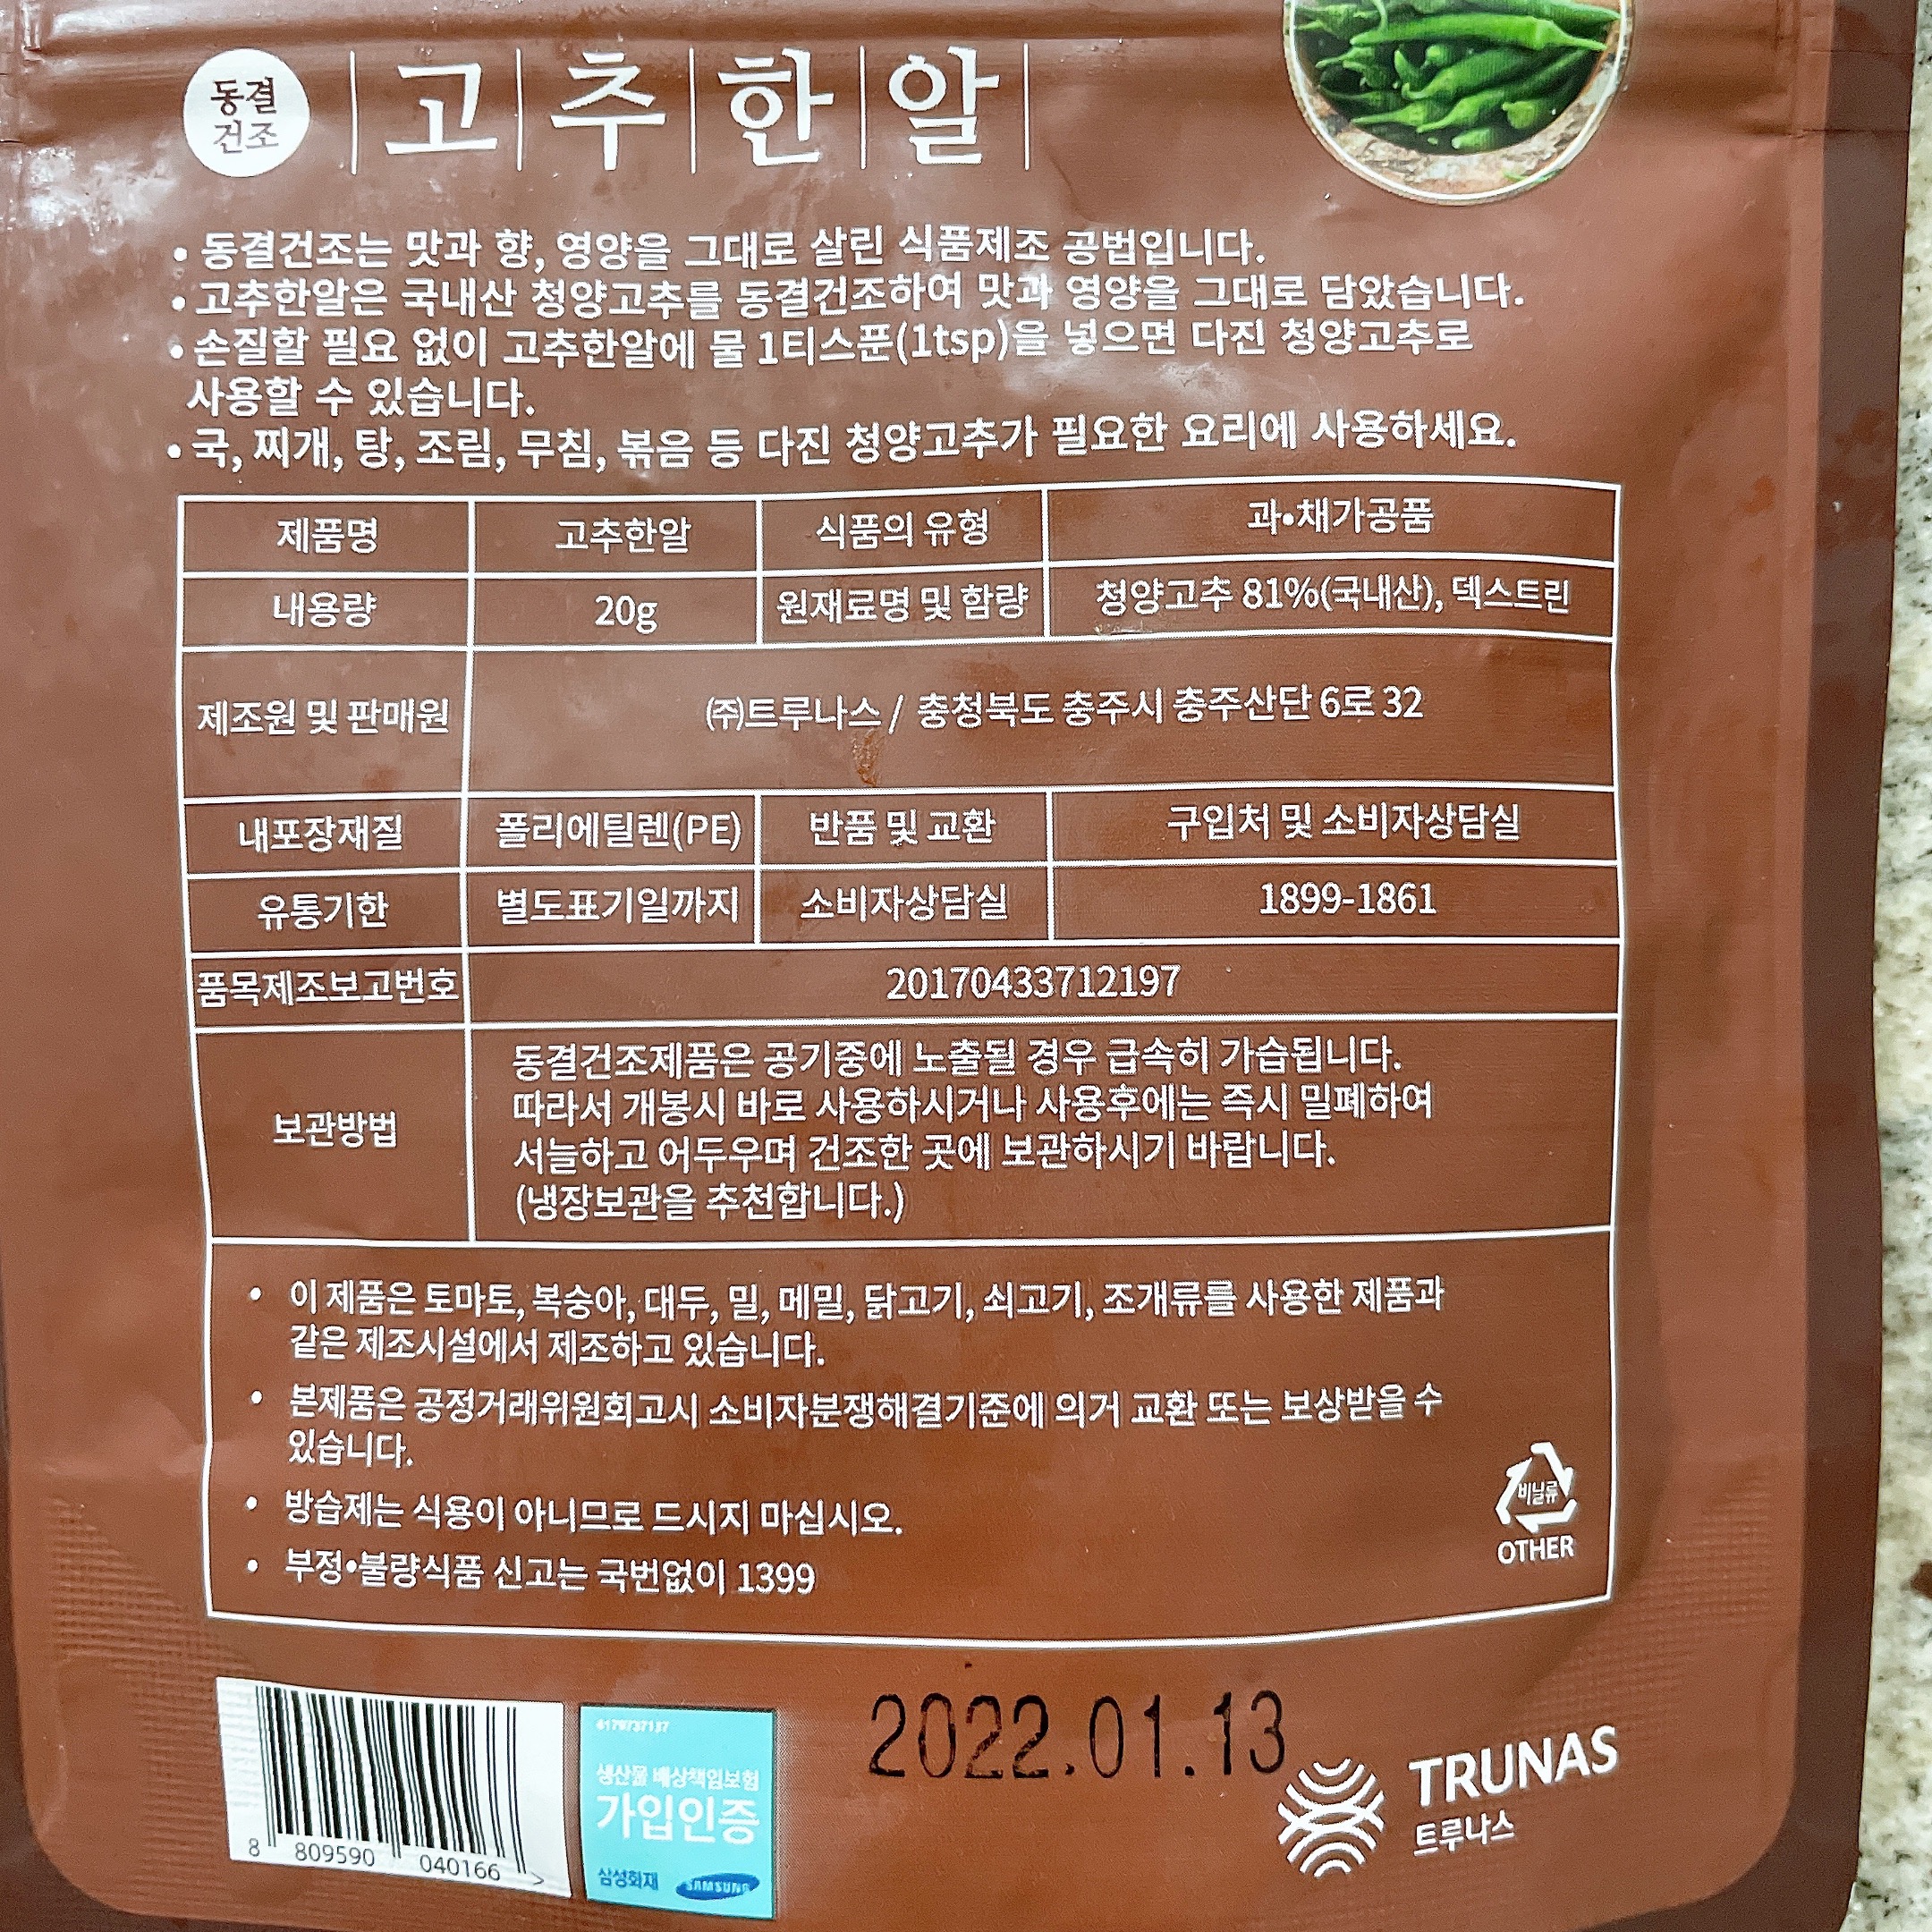 동결
건조
고추한알
• 동결건조는 맛과 향, 영양을 그대로 살린 식품제조 공법입니다.
• 고추한알은 국내산 청양고추를 동결건조하여 맛과 영양을 그대로 담았습니다.
• 손질할 필요 없이 고추한알에 물 1티스푼(1tsp)을 넣으면 다진 청양고추로
사용할 수 있습니다.
• 국, 찌개, 탕, 조림, 무침, 볶음 등 다진 청양고추가 필요한 요리에 사용하세요.
제품명 고추한알 식품의 유형 과•채가공품
내용량 20g 원재료명 및 함량 청양고추 81%(국내산), 덱스트린
제조원 및 판매원 ㈜트루나스 / 충청북도 충주시 충주산단 6로 32
내포장재질 폴리에틸렌(PE) 반품 및 교환 구입처 및 소비자상담실
유통기한 별도표기일까지 소비자상담실 1899-1861
품목제조보고번호 20170433712197
보관방법
동결건조제품은 공기중에 노출될 경우 급속히 가습됩니다.
따라서 개봉시 바로 사용하시거나 사용후에는 즉시 밀폐하여
서늘하고 어두우며 건조한 곳에 보관하시기 바랍니다.
(냉장보관을 추천합니다.)
• 이 제품은 토마토, 복숭아, 대두, 밀, 메밀, 닭고기, 쇠고기, 조개류를 사용한 제품과
같은 제조시설에서 제조하고 있습니다.
• 본제품은 공정거래위원회고시 소비자분쟁해결기준에 의거 교환 또는 보상받을 수
있습니다.
• 방습제는 식용이 아니므로 드시지 마십시오.
• 부정•불량식품 신고는 국번없이 1399
비닐류
OTHER
8 809590 040166 >
생산물 배상책임보험
가입인증
삼성화재 SAMSUNG
2022.01.13
TRUNAS
트루나스